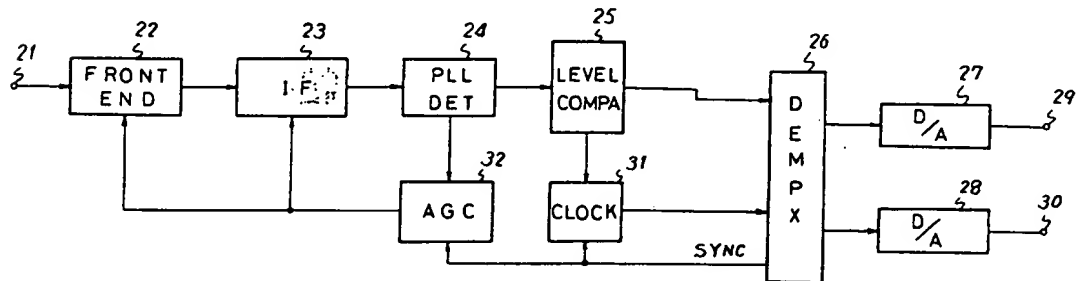 21
22
FRONT
END
23
I·F
24
PLL
DET
25
LEVEL
COMPA
26
DEMPX
27
D/A
29
28
D/A
30
32
AGC
31
CLOCK
SYNC